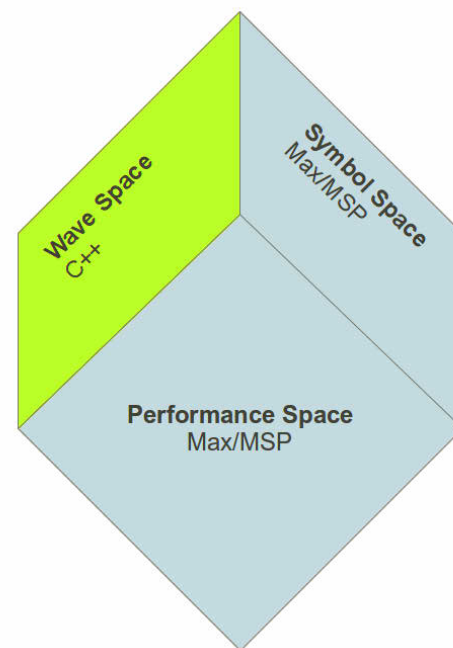 Wave Space
C++
Symbol Space
Max/MSP
Performance Space
Max/MSP